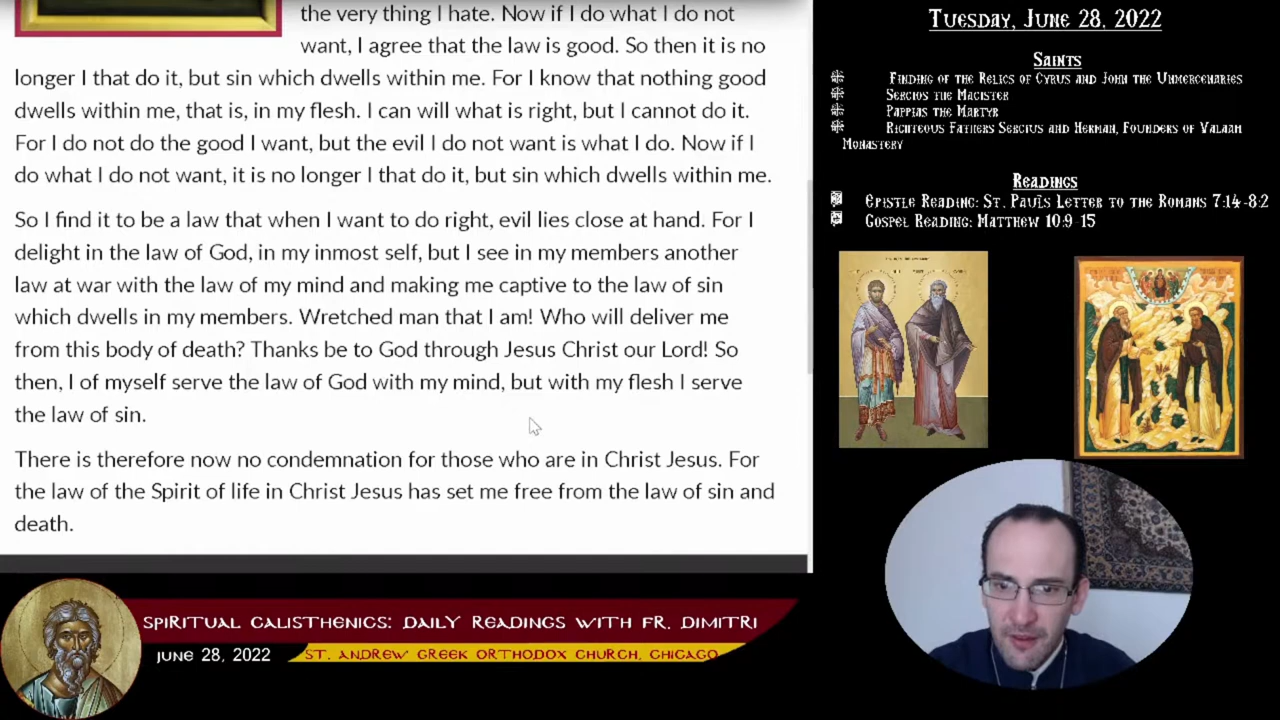 the very thing I hate. Now if I do what I do not
want, I agree that the law is good. So then it is no
longer I that do it, but sin which dwells within me. For I know that nothing good
dwells within me, that is, in my flesh. I can will what is right, but I cannot do it.
For I do not do the good I want, but the evil I do not want is what I do. Now if I
do what I do not want, it is no longer I that do it, but sin which dwells within me.
So I find it to be a law that when I want to do right, evil lies close at hand. For I
delight in the law of God, in my inmost self, but I see in my members another
law at war with the law of my mind and making me captive to the law of sin
which dwells in my members. Wretched man that I am! Who will deliver me
from this body of death? Thanks be to God through Jesus Christ our Lord! So
then, I of myself serve the law of God with my mind, but with my flesh I serve
the law of sin.
There is therefore now no condemnation for those who are in Christ Jesus. For
the law of the Spirit of life in Christ Jesus has set me free from the law of sin and
death.
Tuesday, June 28, 2022
Saints
Finding of the Relics of Cyrus and John the Unmercenaries
Sergios the Magister
Pappias the Martyr
Righteous Fathers Sergius and Herman, Founders of Valaam
Monastery
Readings
Epistle Reading: St. Paul's Letter to the Romans 7:14-8:2
Gospel Reading: Matthew 10:9-15
SPIRITUAL CALISTHENICS: DAILY READINGS WITH FR. DIMITRI
JUNE 28, 2022
ST. ANDREW GREEK ORTHODOX CHURCH, CHICAGO